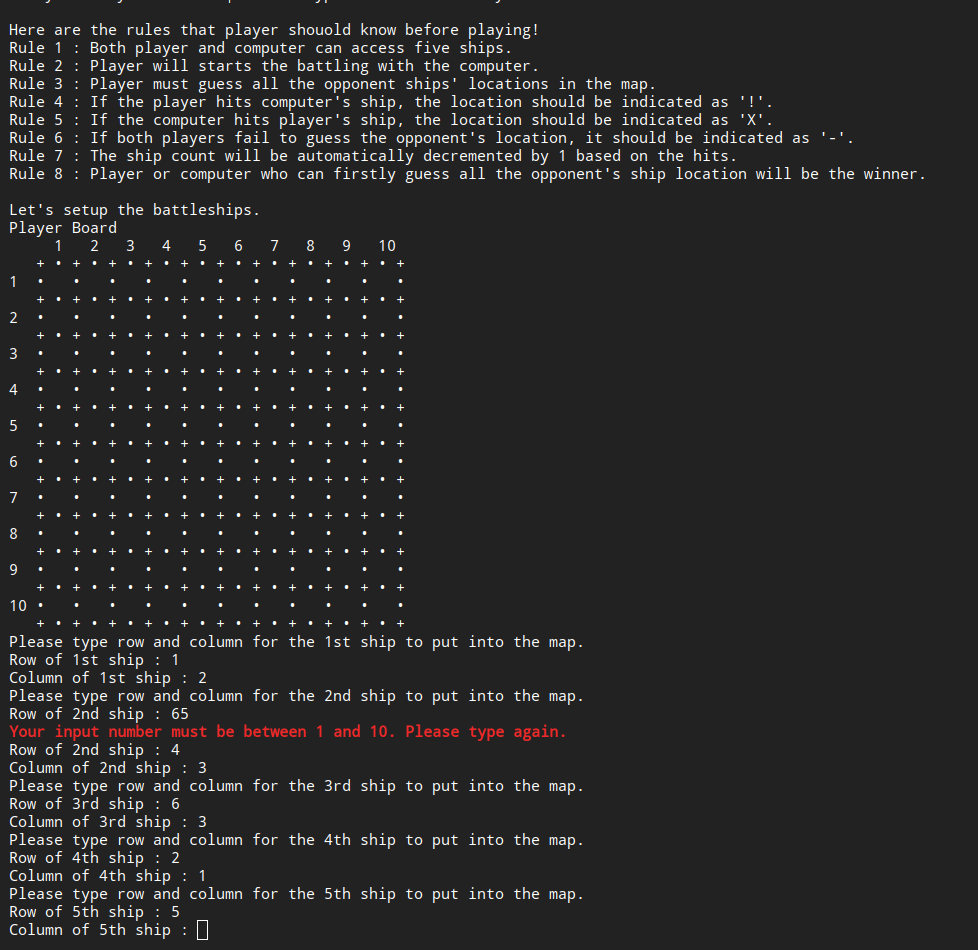 Here are the rules that player shouold know before playing!
Rule 1 : Both player and computer can access five ships.
Rule 2 : Player will starts the battling with the computer.
Rule 3 : Player must guess all the opponent ships' locations in the map.
Rule 4 : If the player hits computer's ship, the location should be indicated as '!'.
Rule 5 : If the computer hits player's ship, the location should be indicated as 'X'.
Rule 6 : If both players fail to guess the opponent's location, it should be indicated as '-'.
Rule 7 : The ship count will be automatically decremented by 1 based on the hits.
Rule 8 : Player or computer who can firstly guess all the opponent's ship location will be the winner.
Let's setup the battleships.
Player Board
1 2 3 4 5 6 7 8 9 10
+ • + • + • + • + • + • + • + • + • + • +
1 • • • • • • • • • • •
+ • + • + • + • + • + • + • + • + • + • +
2 • • • • • • • • • • •
+ • + • + • + • + • + • + • + • + • + • +
3 • • • • • • • • • • •
+ • + • + • + • + • + • + • + • + • + • +
4 • • • • • • • • • • •
+ • + • + • + • + • + • + • + • + • + • +
5 • • • • • • • • • • •
+ • + • + • + • + • + • + • + • + • + • +
6 • • • • • • • • • • •
+ • + • + • + • + • + • + • + • + • + • +
7 • • • • • • • • • • •
+ • + • + • + • + • + • + • + • + • + • +
8 • • • • • • • • • • •
+ • + • + • + • + • + • + • + • + • + • +
9 • • • • • • • • • • •
+ • + • + • + • + • + • + • + • + • + • +
10 • • • • • • • • • • •
+ • + • + • + • + • + • + • + • + • + • +
Please type row and column for the 1st ship to put into the map.
Row of 1st ship : 1
Column of 1st ship : 2
Please type row and column for the 2nd ship to put into the map.
Row of 2nd ship : 65
Your input number must be between 1 and 10. Please type again.
Row of 2nd ship : 4
Column of 2nd ship : 3
Please type row and column for the 3rd ship to put into the map.
Row of 3rd ship : 6
Column of 3rd ship : 3
Please type row and column for the 4th ship to put into the map.
Row of 4th ship : 2
Column of 4th ship : 1
Please type row and column for the 5th ship to put into the map.
Row of 5th ship : 5
Column of 5th ship :